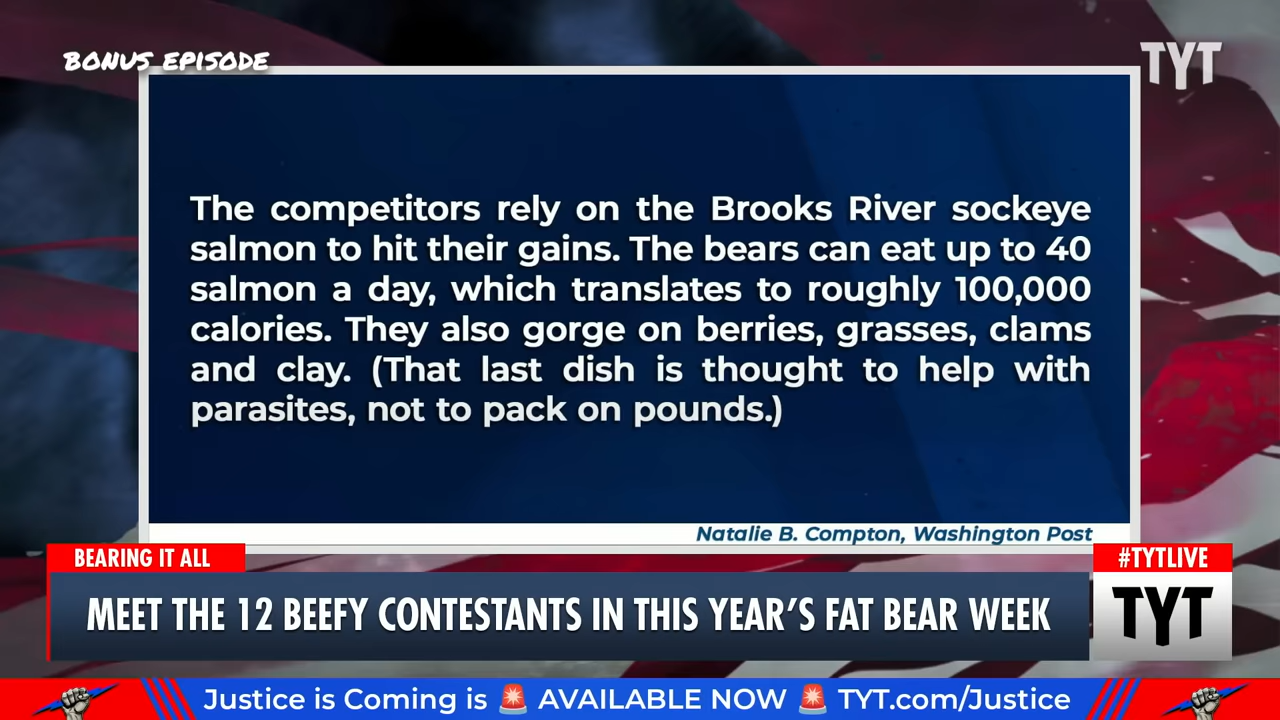 BONUS EPISODE
TYT
The competitors rely on the Brooks River sockeye
salmon to hit their gains. The bears can eat up to 40
salmon a day, which translates to roughly 100,000
calories. They also gorge on berries, grasses, clams
and clay. (That last dish is thought to help with
parasites, not to pack on pounds.)
Natalie B. Compton, Washington Post
BEARING IT ALL
#TYTLIVE
MEET THE 12 BEEFY CONTESTANTS IN THIS YEAR’S FAT BEAR WEEK
TYT
Justice is Coming is 🚨 AVAILABLE NOW 🚨 TYT.com/Justice